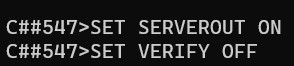 C##547>SET SERVEROUT ON
C##547>SET VERIFY OFF